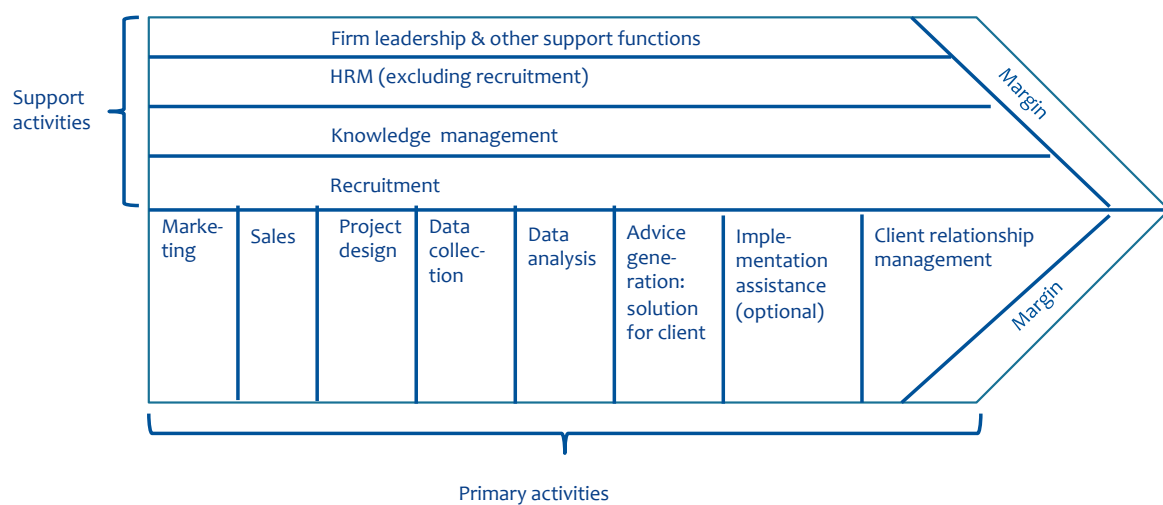 Firm leadership & other support functions
HRM (excluding recruitment)
Knowledge management
Recruitment
Support
activities
Margin
Marke-
ting
Sales
Project
design
Data
collec-
tion
Data
analysis
Advice
gene-
ration:
solution
for client
Imple-
mentation
assistance
(optional)
Client relationship
management
Margin
Primary activities